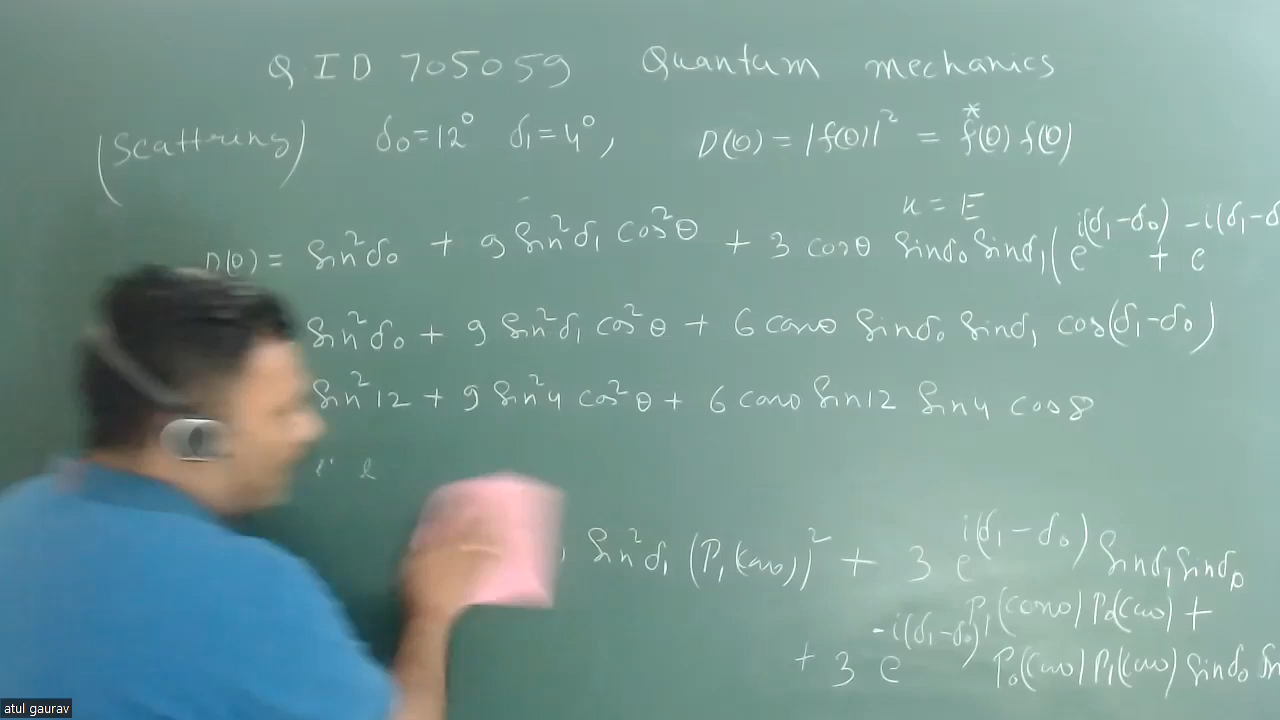 Q I D 705059 Quantum mechanics
(Scattring) δ0=12° δ1=4°, D(θ) = |f(θ)|² = f*(θ) f(θ)
k = E
D(θ) = Sin²δ0 + 9 Sin²δ1 cos²θ + 3 cosθ Sinδ0 Sinδ1 (e^i(δ1-δ0) + e^-i(δ1-δ
Sin²δ0 + 9 Sin²δ1 cos²θ + 6 cosθ Sinδ0 Sinδ1 cos(δ1-δ0)
Sin²12 + 9 Sin²4 cos²θ + 6 cosθ Sin12 Sin4 cos8
Sin²δ1 (P1(cosθ))² + 3 e^i(δ1-δ0) Sinδ1 Sinδ0
P1(cosθ) P0(cosθ) +
+ 3 e^-i(δ1-δ0) P0(cosθ) P1(cosθ) Sinδ0
atul gaurav